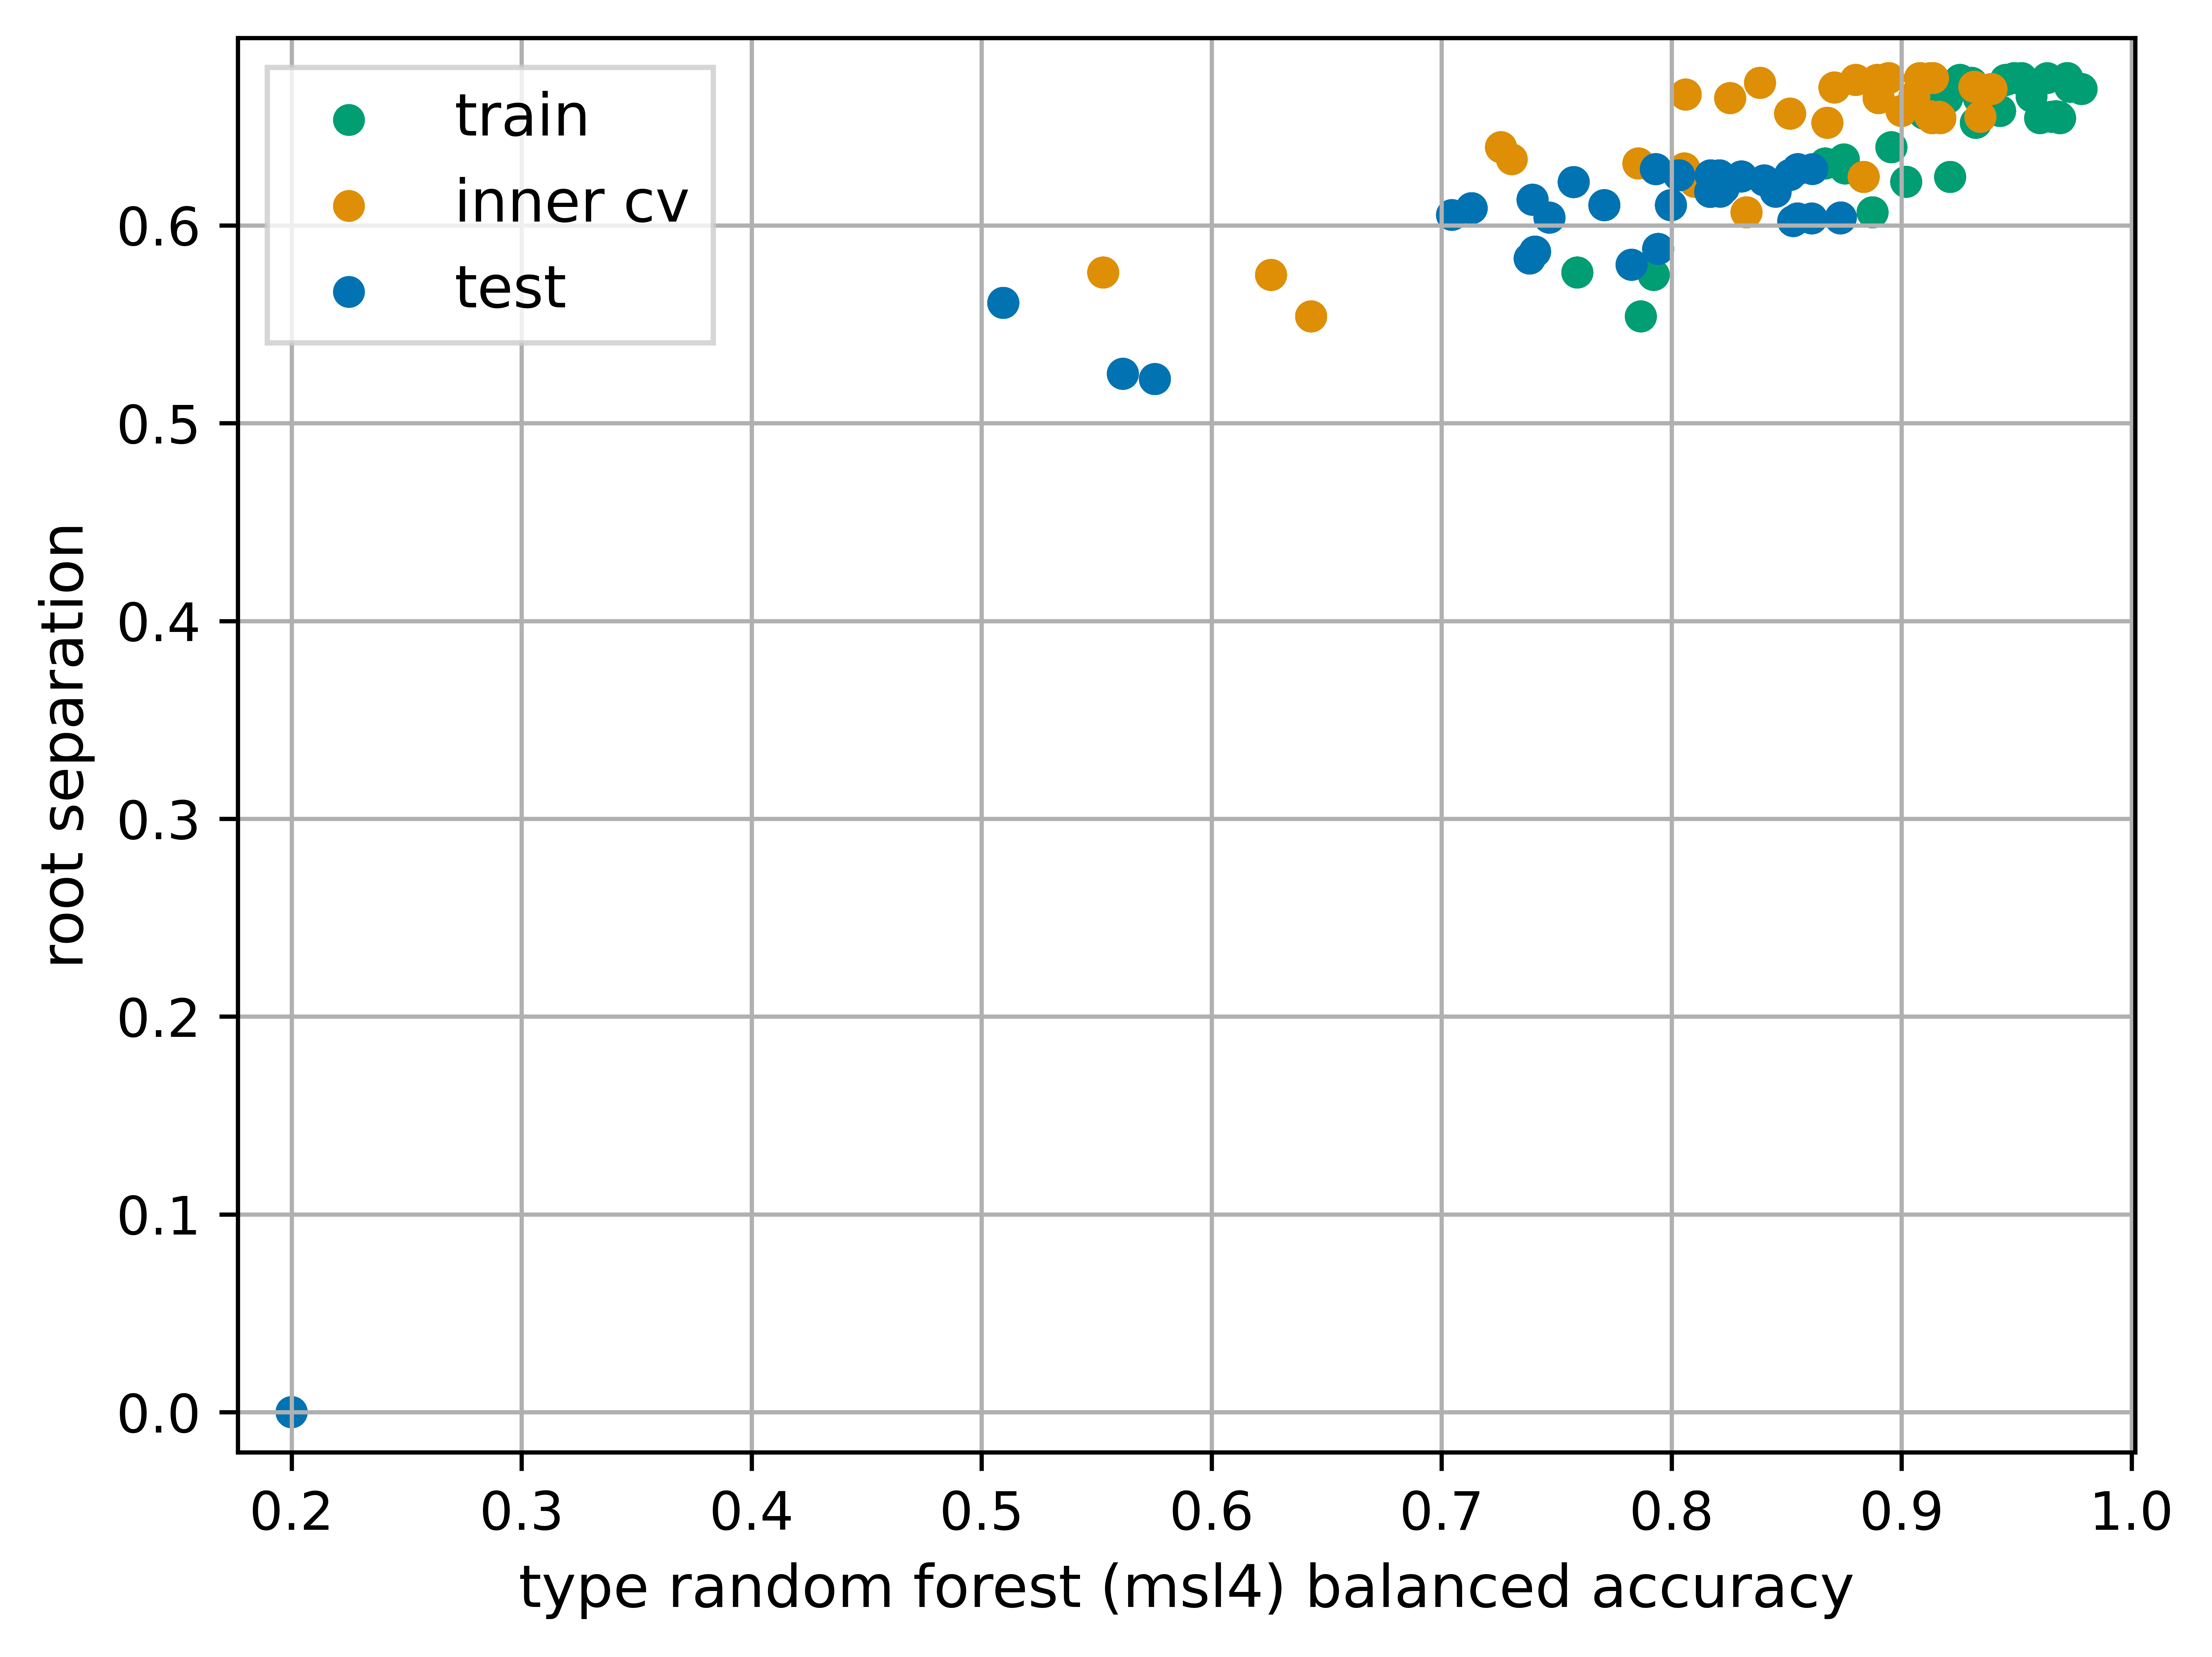 train
inner cv
test
0.6
0.5
0.4
0.3
0.2
0.1
0.0
root separation
0.2 0.3 0.4 0.5 0.6 0.7 0.8 0.9 1.0
type random forest (msl4) balanced accuracy